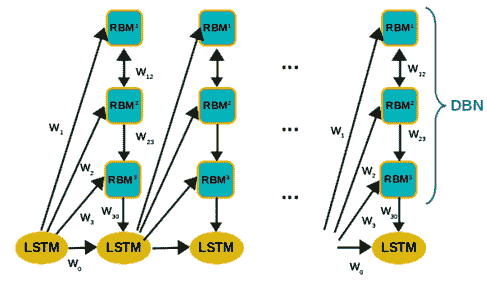 RBM¹ RBM¹ RBM¹
W₁₂ ... W₁₂
DBN
RBM² RBM² RBM²
W₁ W₂₃ ... W₁ W₂₃
W₂ RBM³ RBM³ W₂ RBM³
W₃ W₃₀ ... W₃ W₃₀
LSTM LSTM LSTM LSTM
W₀ W₀